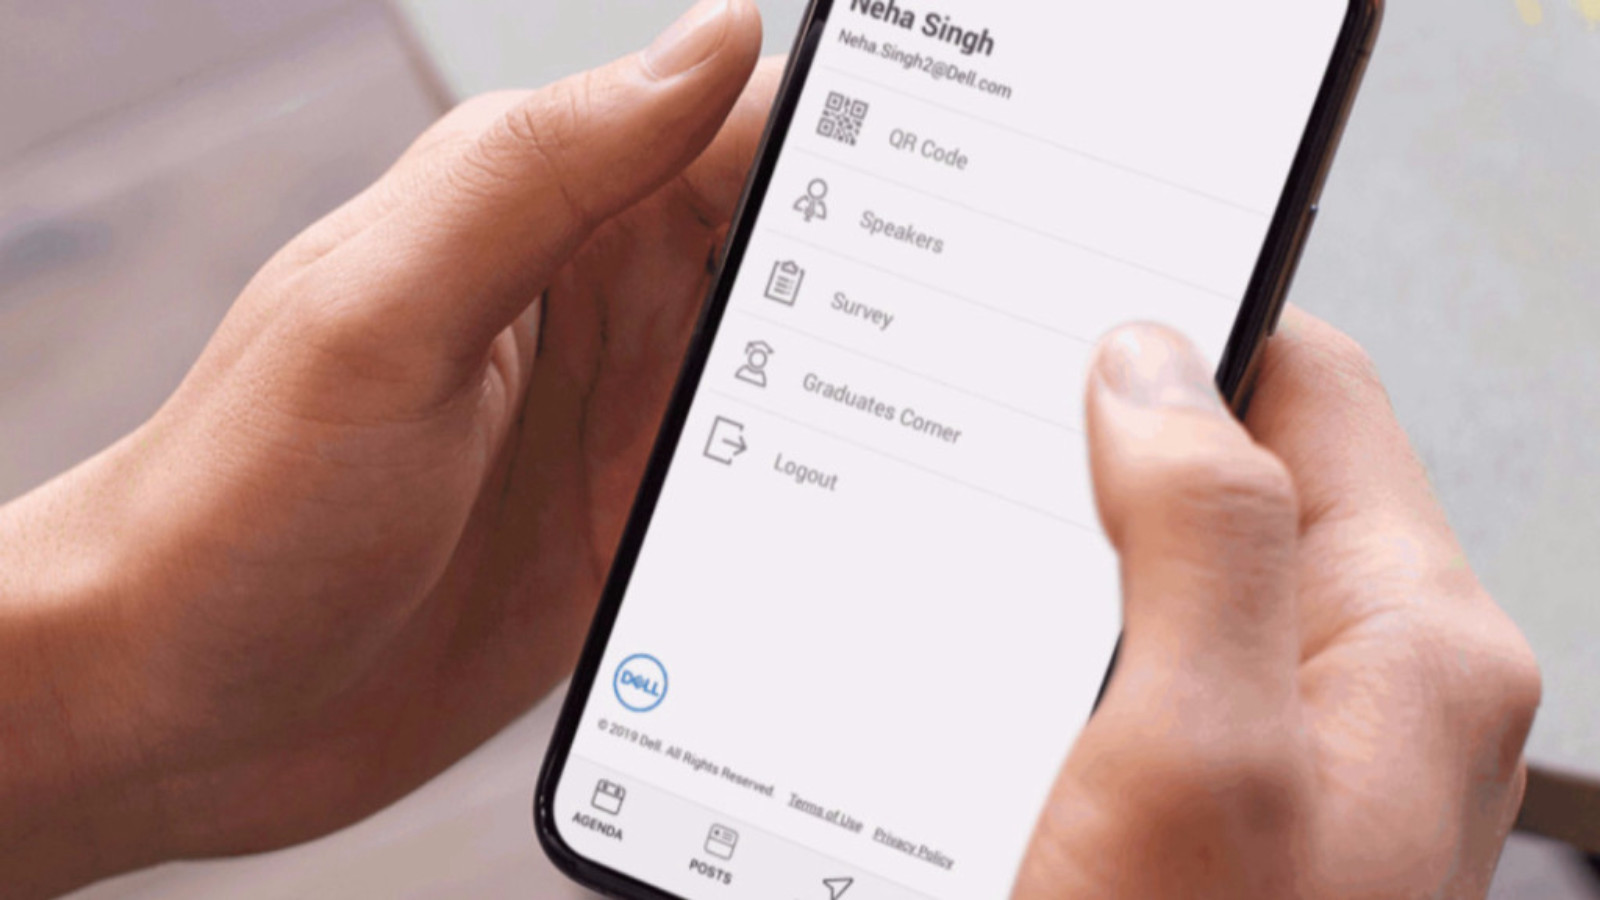 Neha Singh
Neha.Singh2@Dell.com
QR Code
Speakers
Survey
Graduates Corner
Logout
DELL
© 2019 Dell. All Rights Reserved. Terms of Use Privacy Policy
AGENDA
POSTS